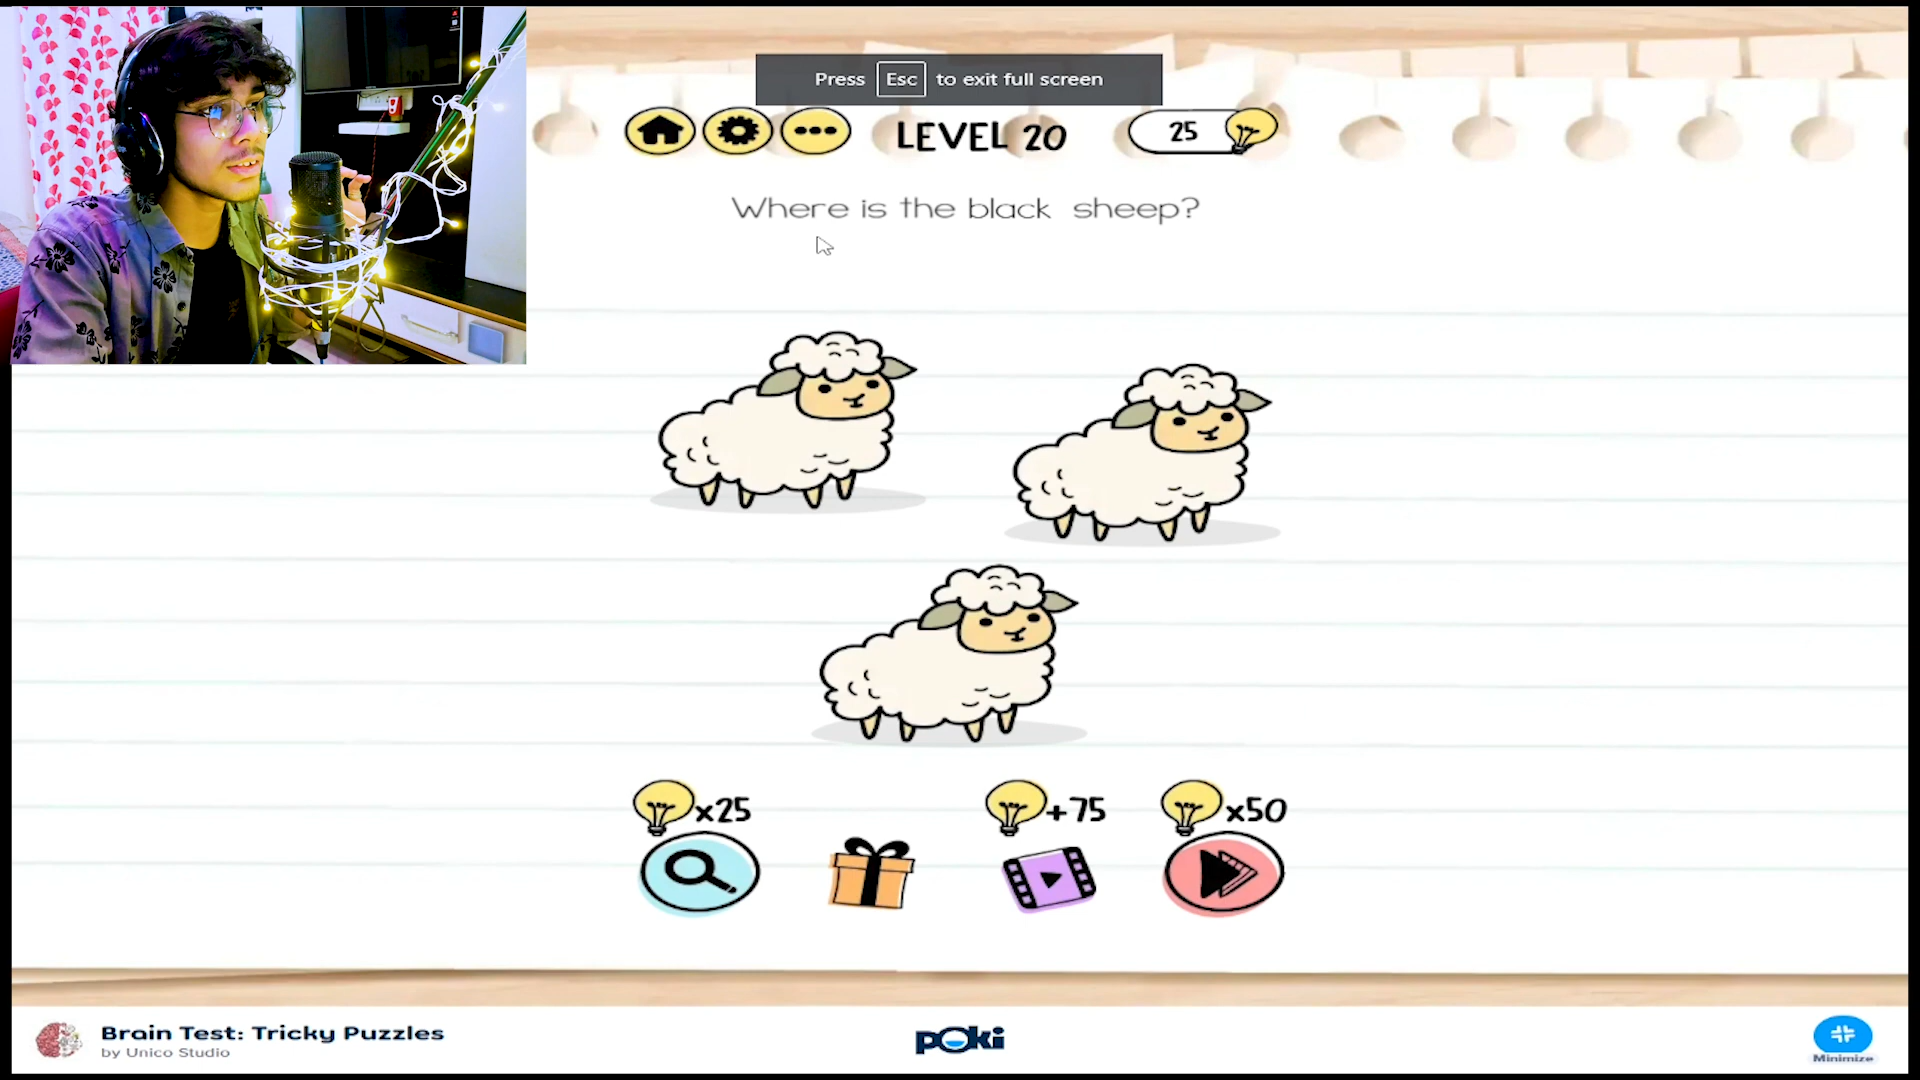 Press Esc to exit full screen
LEVEL 20
25
Where is the black sheep?
x25
+75
x50
Brain Test: Tricky Puzzles
by Unico Studio
poki
Minimize